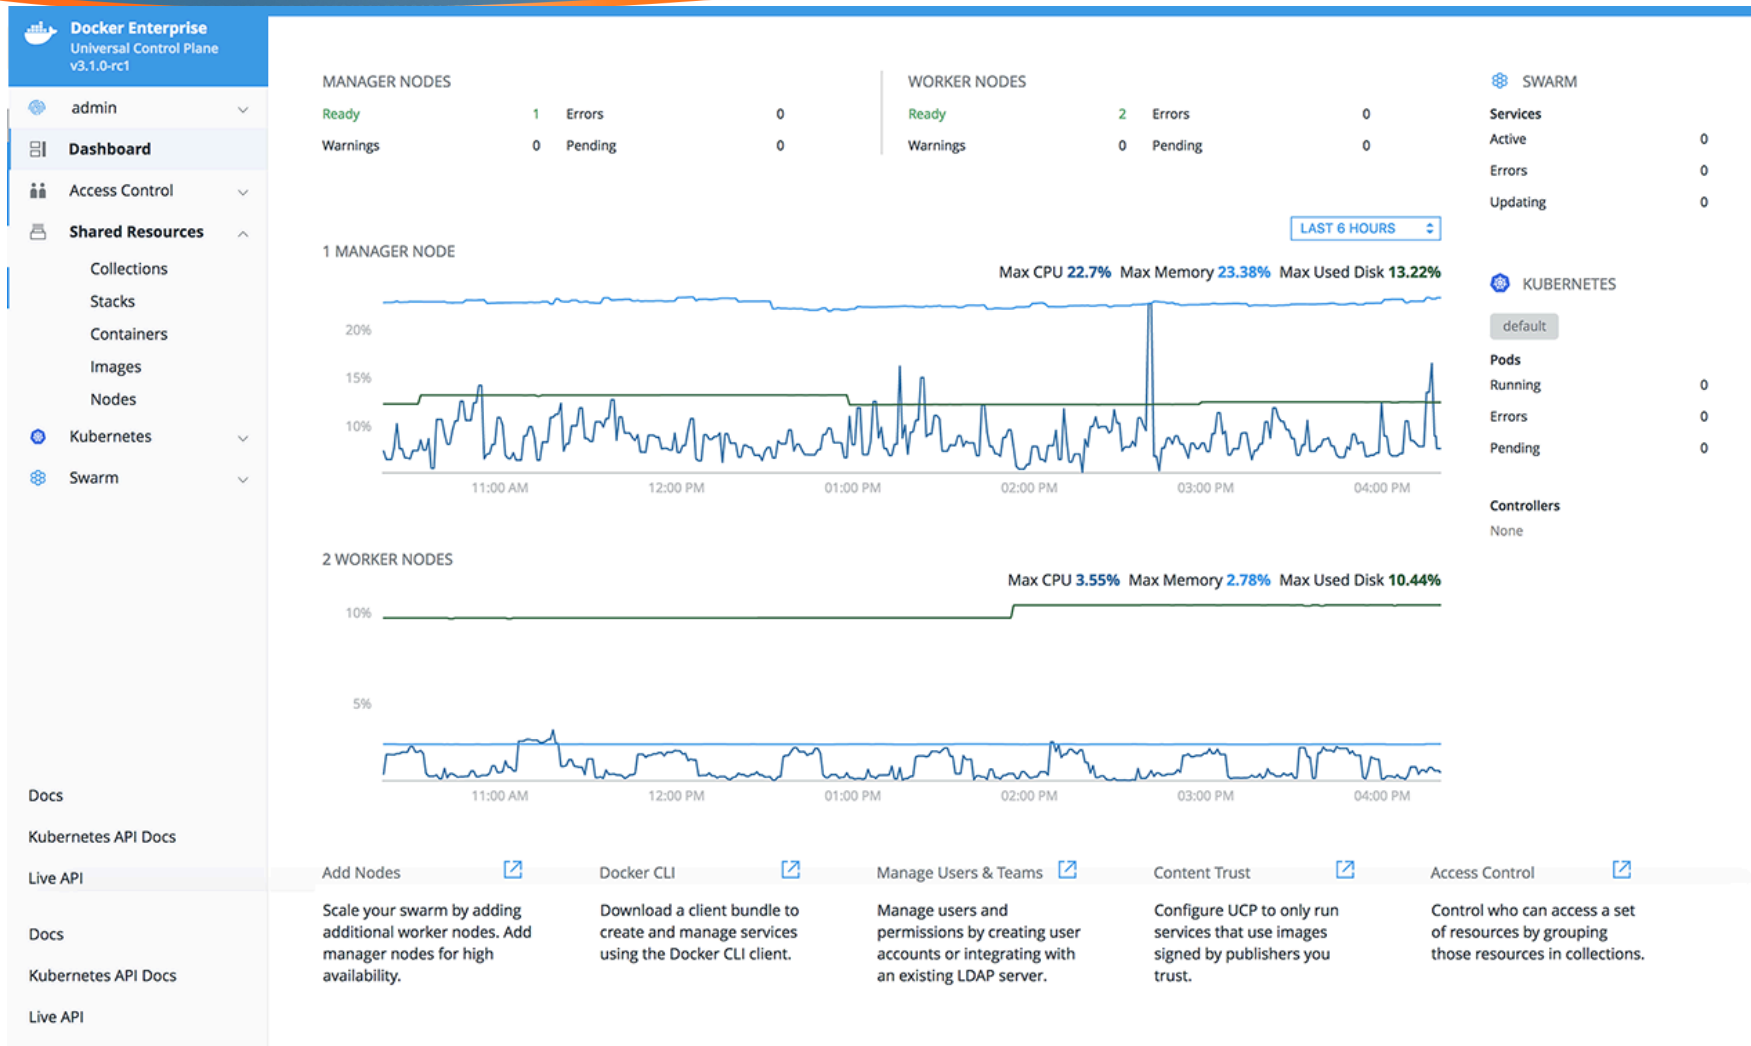 Docker Enterprise
Universal Control Plane
v3.1.0-rc1
admin
Dashboard
Access Control
Shared Resources
Collections
Stacks
Containers
Images
Nodes
Kubernetes
Swarm
Docs
Kubernetes API Docs
Live API
Docs
Kubernetes API Docs
Live API
MANAGER NODES
Ready 1 Errors 0
Warnings 0 Pending 0
WORKER NODES
Ready 2 Errors 0
Warnings 0 Pending 0
LAST 6 HOURS
1 MANAGER NODE
Max CPU 22.7% Max Memory 23.38% Max Used Disk 13.22%
20%
15%
10%
11:00 AM 12:00 PM 01:00 PM 02:00 PM 03:00 PM 04:00 PM
2 WORKER NODES
Max CPU 3.55% Max Memory 2.78% Max Used Disk 10.44%
10%
5%
11:00 AM 12:00 PM 01:00 PM 02:00 PM 03:00 PM 04:00 PM
SWARM
Services
Active 0
Errors 0
Updating 0
KUBERNETES
default
Pods
Running 0
Errors 0
Pending 0
Controllers
None
Add Nodes
Scale your swarm by adding
additional worker nodes. Add
manager nodes for high
availability.
Docker CLI
Download a client bundle to
create and manage services
using the Docker CLI client.
Manage Users & Teams
Manage users and
permissions by creating user
accounts or integrating with
an existing LDAP server.
Content Trust
Configure UCP to only run
services that use images
signed by publishers you
trust.
Access Control
Control who can access a set
of resources by grouping
those resources in collections.